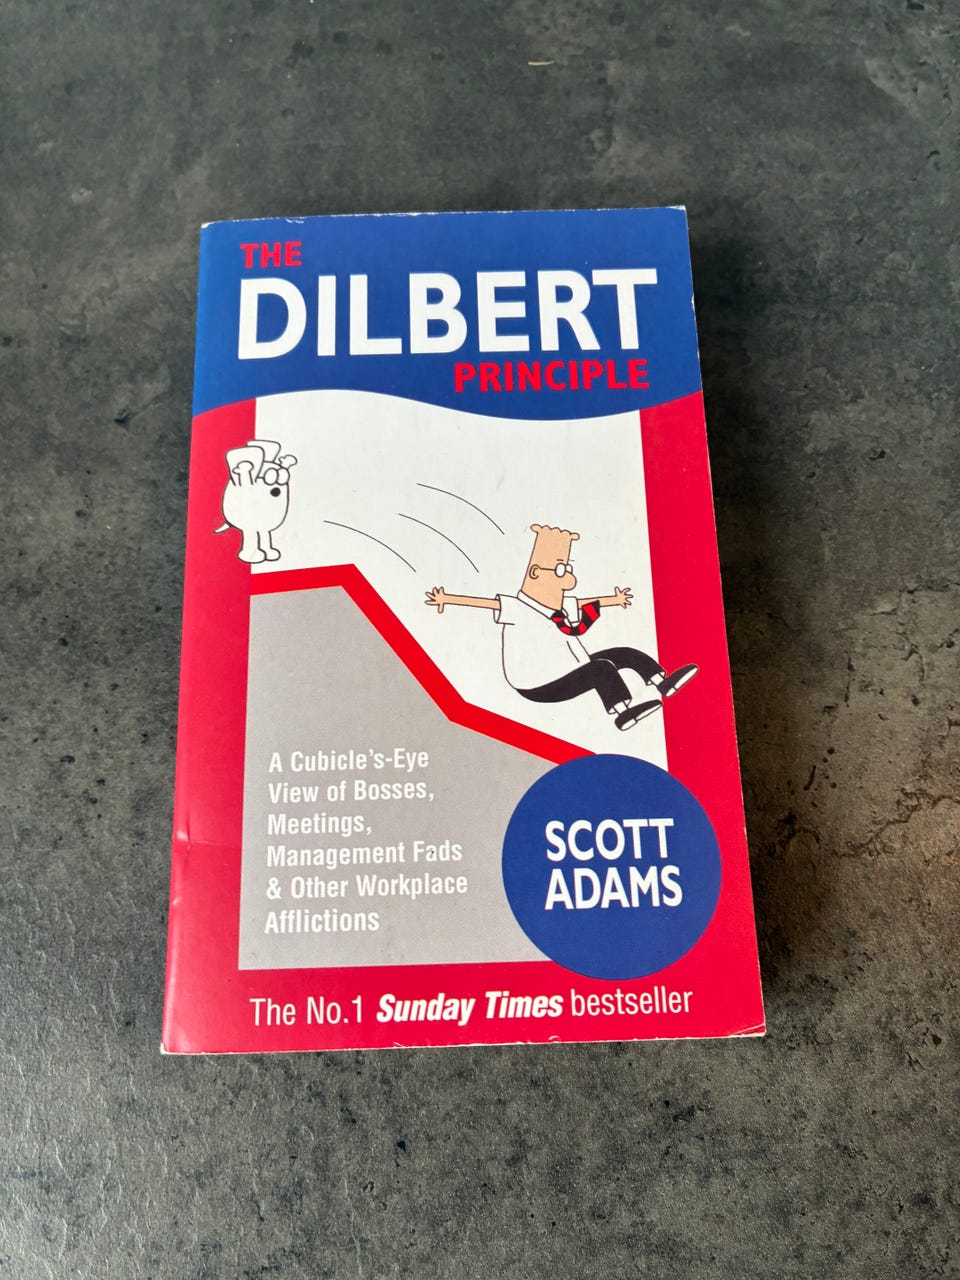 THE
DILBERT
PRINCIPLE
A Cubicle's-Eye
View of Bosses,
Meetings,
Management Fads
& Other Workplace
Afflictions
SCOTT
ADAMS
The No.1 Sunday Times bestseller